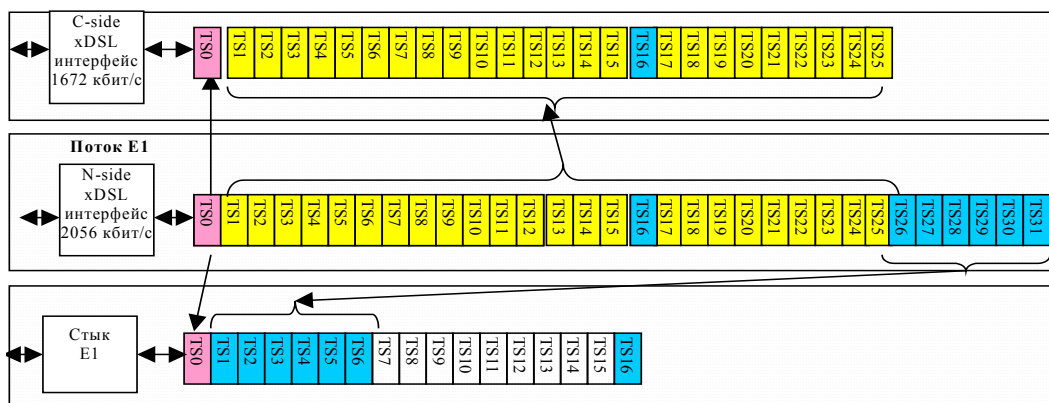 C-side
xDSL
интерфейс
1672 кбит/с
TS0
TS1
TS2
TS3
TS4
TS5
TS6
TS7
TS8
TS9
TS10
TS11
TS12
TS13
TS14
TS15
TS16
TS17
TS18
TS19
TS20
TS21
TS22
TS23
TS24
TS25
Поток E1
N-side
xDSL
интерфейс
2056 кбит/с
TS0
TS1
TS2
TS3
TS4
TS5
TS6
TS7
TS8
TS9
TS10
TS11
TS12
TS13
TS14
TS15
TS16
TS17
TS18
TS19
TS20
TS21
TS22
TS23
TS24
TS25
TS26
TS27
TS28
TS29
TS30
TS31
Стык
E1
TS0
TS1
TS2
TS3
TS4
TS5
TS6
TS7
TS8
TS9
TS10
TS11
TS12
TS13
TS14
TS15
TS16